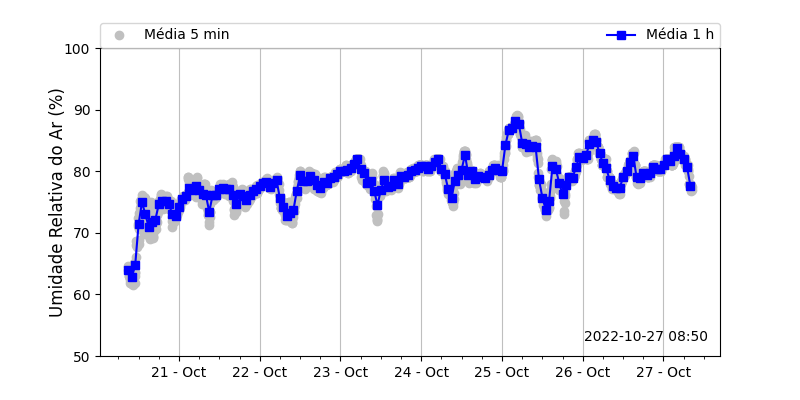 Média 5 min Média 1 h
Umidade Relativa do Ar (%)
100
90
80
70
60
50
2022-10-27 08:50
21 - Oct 22 - Oct 23 - Oct 24 - Oct 25 - Oct 26 - Oct 27 - Oct